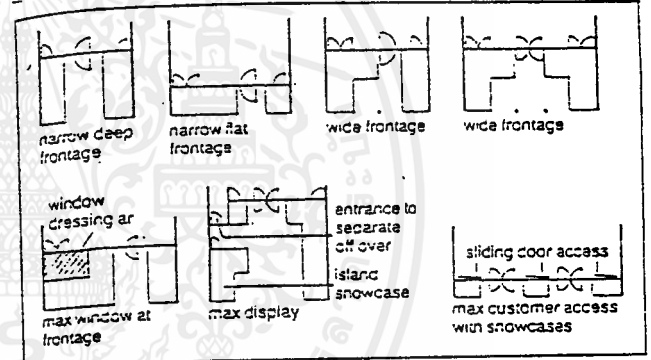 narrow deep
frontage
narrow flat
frontage
wide frontage
wide frontage
window
dressing ar
max window at
frontage
entrance to
separate
off over
island
showcase
max display
sliding door access
max customer access
with showcases